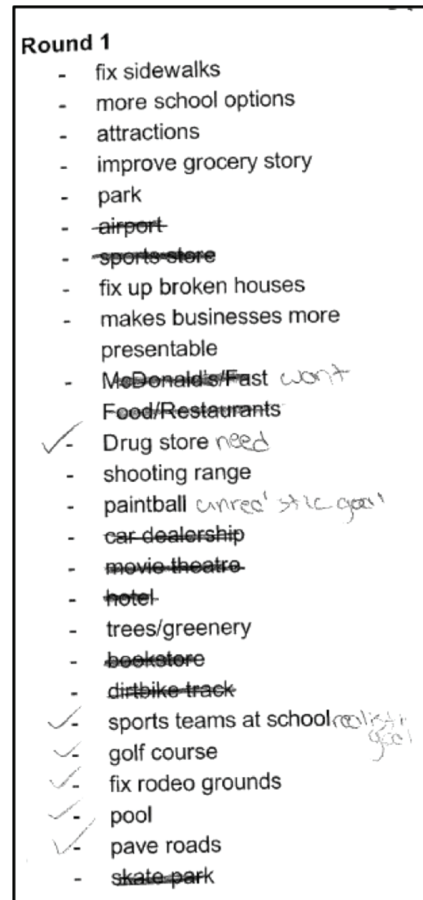 Round 1
- fix sidewalks
- more school options
- attractions
- improve grocery story
- park
- airport
- sports store
- fix up broken houses
- makes businesses more
presentable
- McDonald's/Fast want
Food/Restaurants
- Drug store need
- shooting range
- paintball goal
- car dealership
- movie theatre
- hotel
- trees/greenery
- bookstore
- dirtbike track
- sports teams at school
goal
- golf course
- fix rodeo grounds
- pool
- pave roads
- skate park